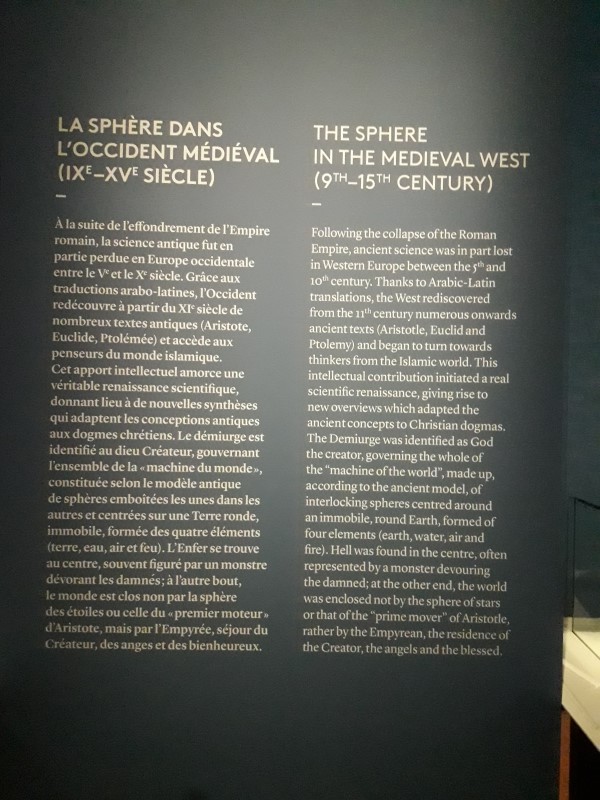 LA SPHÈRE DANS
L'OCCIDENT MÉDIÉVAL
(IXE–XVE SIÈCLE)
–
À la suite de l'effondrement de l'Empire
romain, la science antique fut en
partie perdue en Europe occidentale
entre le Ve et le Xe siècle. Grâce aux
traductions arabo-latines, l'Occident
redécouvre à partir du XIe siècle de
nombreux textes antiques (Aristote,
Euclide, Ptolémée) et accède aux
penseurs du monde islamique.
Cet apport intellectuel amorce une
véritable renaissance scientifique,
donnant lieu à de nouvelles synthèses
qui adaptent les conceptions antiques
aux dogmes chrétiens. Le démiurge est
identifié au dieu Créateur, gouvernant
l'ensemble de la « machine du monde »,
constituée selon le modèle antique
de sphères emboîtées les unes dans les
autres et centrées sur une Terre ronde,
immobile, formée des quatre éléments
(terre, eau, air et feu). L'Enfer se trouve
au centre, souvent figuré par un monstre
dévorant les damnés ; à l'autre bout,
le monde est clos non par la sphère
des étoiles ou celle du « premier moteur »
d'Aristote, mais par l'Empyrée, séjour du
Créateur, des anges et des bienheureux.
THE SPHERE
IN THE MEDIEVAL WEST
(9TH–15TH CENTURY)
–
Following the collapse of the Roman
Empire, ancient science was in part lost
in Western Europe between the 5th and
10th century. Thanks to Arabic-Latin
translations, the West rediscovered
from the 11th century numerous onwards
ancient texts (Aristotle, Euclid and
Ptolemy) and began to turn towards
thinkers from the Islamic world. This
intellectual contribution initiated a real
scientific renaissance, giving rise to
new overviews which adapted the
ancient concepts to Christian dogmas.
The Demiurge was identified as God
the creator, governing the whole of
the "machine of the world", made up,
according to the ancient model, of
interlocking spheres centred around
an immobile, round Earth, formed of
four elements (earth, water, air and
fire). Hell was found in the centre, often
represented by a monster devouring
the damned; at the other end, the world
was enclosed not by the sphere of stars
or that of the "prime mover" of Aristotle,
rather by the Empyrean, the residence of
the Creator, the angels and the blessed.